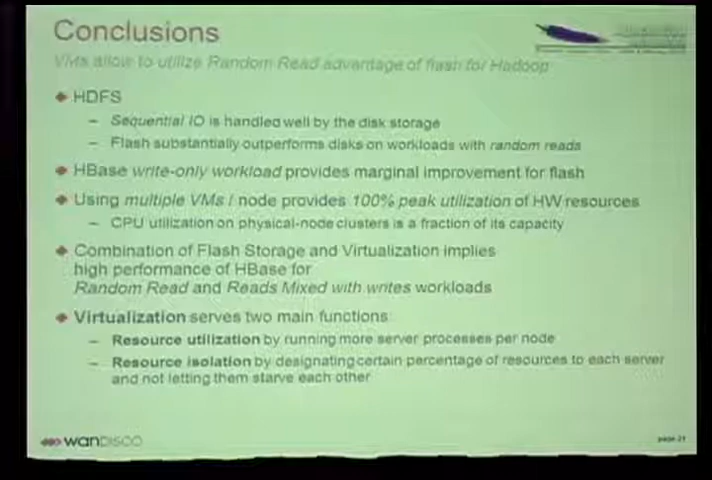 Conclusions
VMs allow to utilize Random Read advantage of flash for Hadoop
HDFS
– Sequential IO is handled well by the disk storage
– Flash substantially outperforms disks on workloads with random reads
HBase write-only workload provides marginal improvement for flash
Using multiple VMs / node provides 100% peak utilization of HW resources
– CPU utilization on physical-node clusters is a fraction of its capacity
Combination of Flash Storage and Virtualization implies
high performance of HBase for
Random Read and Reads Mixed with writes workloads
Virtualization serves two main functions
– Resource utilization by running more server processes per node
– Resource isolation by designating certain percentage of resources to each server
and not letting them starve each other
WANDISCO
page 21